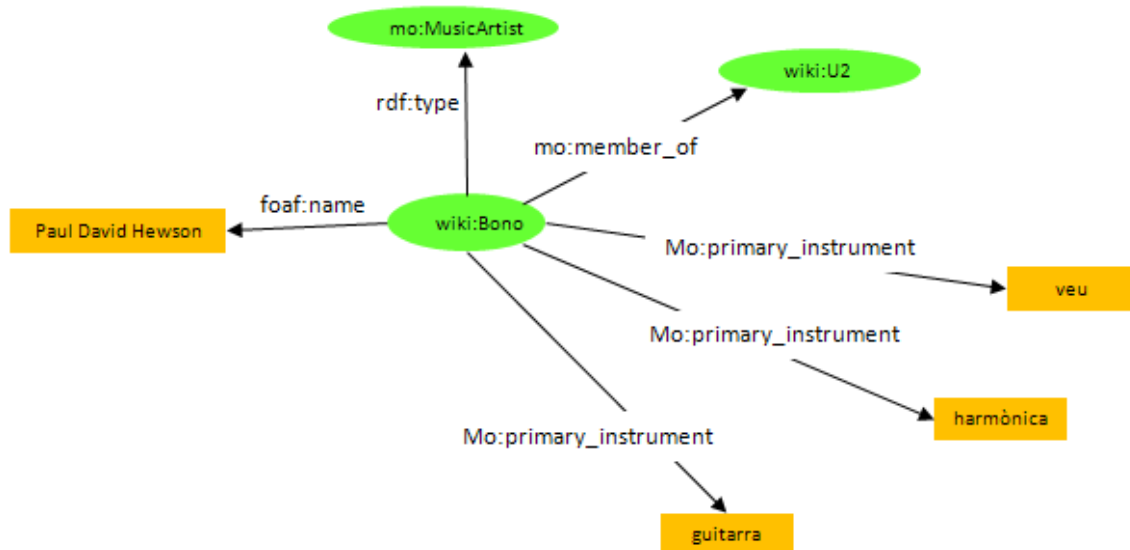 mo:MusicArtist
wiki:U2
rdf:type
mo:member_of
foaf:name
Paul David Hewson
wiki:Bono
Mo:primary_instrument
veu
Mo:primary_instrument
harmònica
Mo:primary_instrument
guitarra